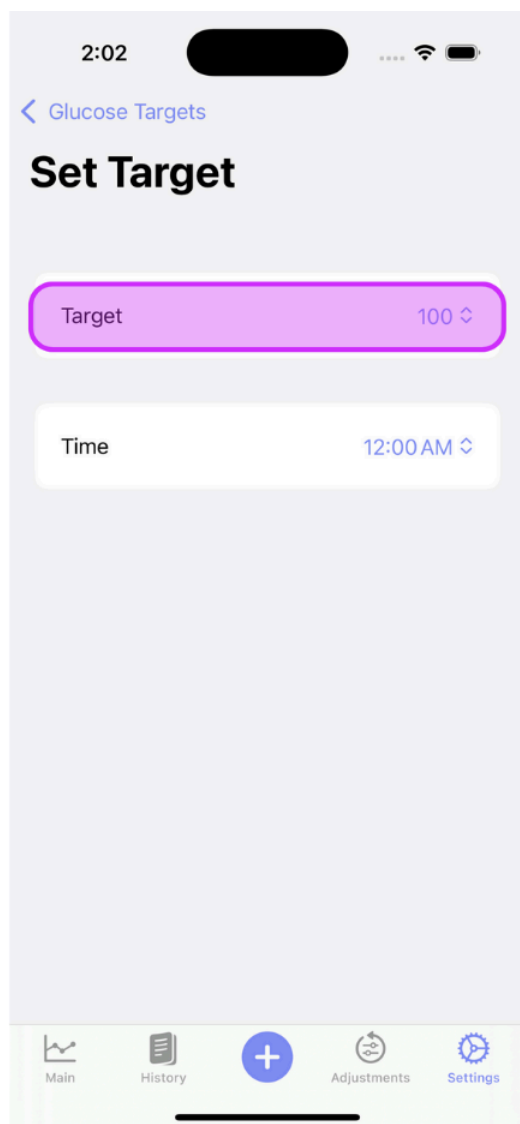 2:02
Glucose Targets
Set Target
Target 100
Time 12:00 AM
Main History Adjustments Settings